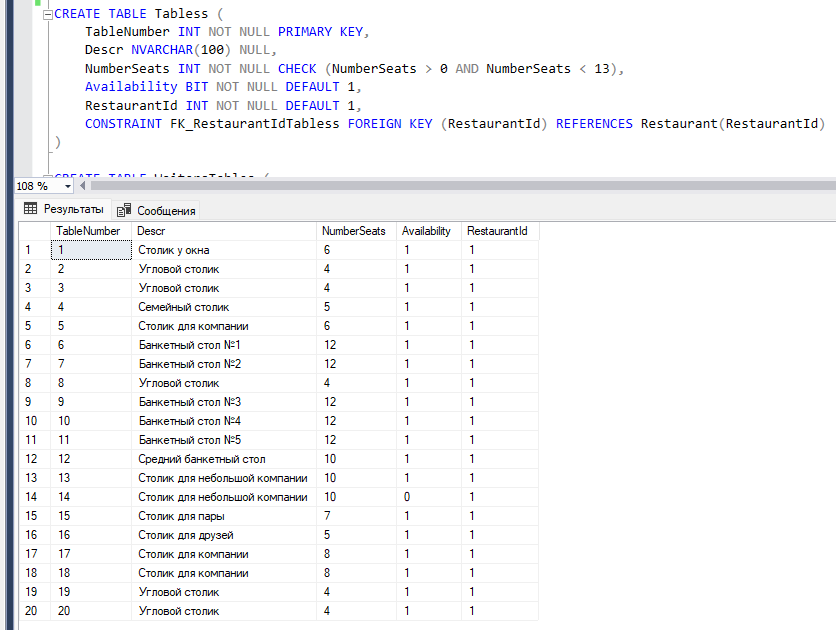 CREATE TABLE Tabless (
TableNumber INT NOT NULL PRIMARY KEY,
Descr NVARCHAR(100) NULL,
NumberSeats INT NOT NULL CHECK (NumberSeats > 0 AND NumberSeats < 13),
Availability BIT NOT NULL DEFAULT 1,
RestaurantId INT NOT NULL DEFAULT 1,
CONSTRAINT FK_RestaurantIdTabless FOREIGN KEY (RestaurantId) REFERENCES Restaurant(RestaurantId)
)
CREATE TABLE WaitersTables (
108 %
Результаты Сообщения
TableNumber Descr NumberSeats Availability RestaurantId
1 1 Столик у окна 6 1 1
2 2 Угловой столик 4 1 1
3 3 Угловой столик 4 1 1
4 4 Семейный столик 5 1 1
5 5 Столик для компании 6 1 1
6 6 Банкетный стол №1 12 1 1
7 7 Банкетный стол №2 12 1 1
8 8 Угловой столик 4 1 1
9 9 Банкетный стол №3 12 1 1
10 10 Банкетный стол №4 12 1 1
11 11 Банкетный стол №5 12 1 1
12 12 Средний банкетный стол 10 1 1
13 13 Столик для небольшой компании 10 1 1
14 14 Столик для небольшой компании 10 0 1
15 15 Столик для пары 7 1 1
16 16 Столик для друзей 5 1 1
17 17 Столик для компании 8 1 1
18 18 Столик для компании 8 1 1
19 19 Угловой столик 4 1 1
20 20 Угловой столик 4 1 1